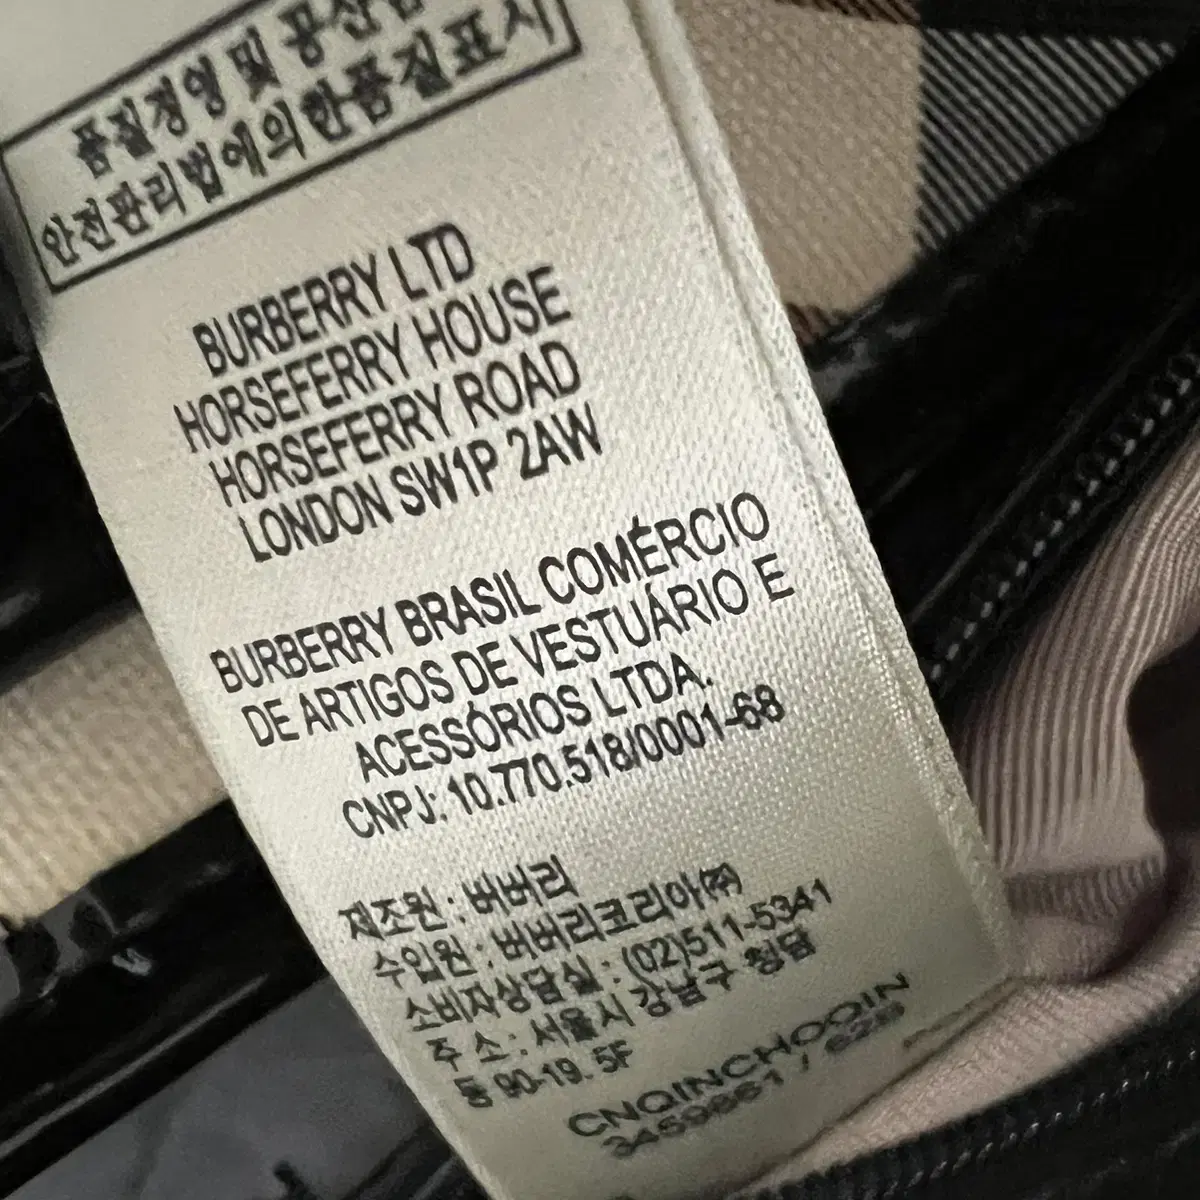 품질경영 및 공산품
안전관리법에의한품질표시
BURBERRY LTD
HORSEFERRY HOUSE
HORSEFERRY ROAD
LONDON SW1P 2AW
BURBERRY BRASIL COMÉRCIO
DE ARTIGOS DE VESTUÁRIO E
ACESSÓRIOS LTDA.
CNPJ: 10.770.518/0001-68
제조원 : 버버리
수입원 : 버버리코리아(주)
소비자상담실 : (02)511-5341
주 소 : 서울시 강남구 청담
동 90-19. 5F
CNQINCHOQIN
3459861 / 629